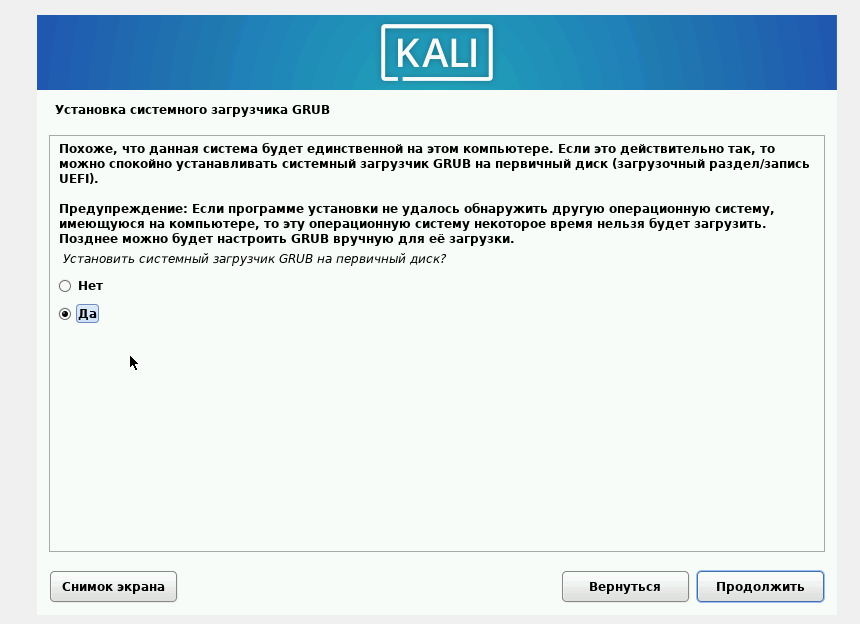 KALI
Установка системного загрузчика GRUB
Похоже, что данная система будет единственной на этом компьютере. Если это действительно так, то
можно спокойно устанавливать системный загрузчик GRUB на первичный диск (загрузочный раздел/запись
UEFI).
Предупреждение: Если программе установки не удалось обнаружить другую операционную систему,
имеющуюся на компьютере, то эту операционную систему некоторое время нельзя будет загрузить.
Позднее можно будет настроить GRUB вручную для её загрузки.
Установить системный загрузчик GRUB на первичный диск?
Нет
Да
Снимок экрана Вернуться Продолжить